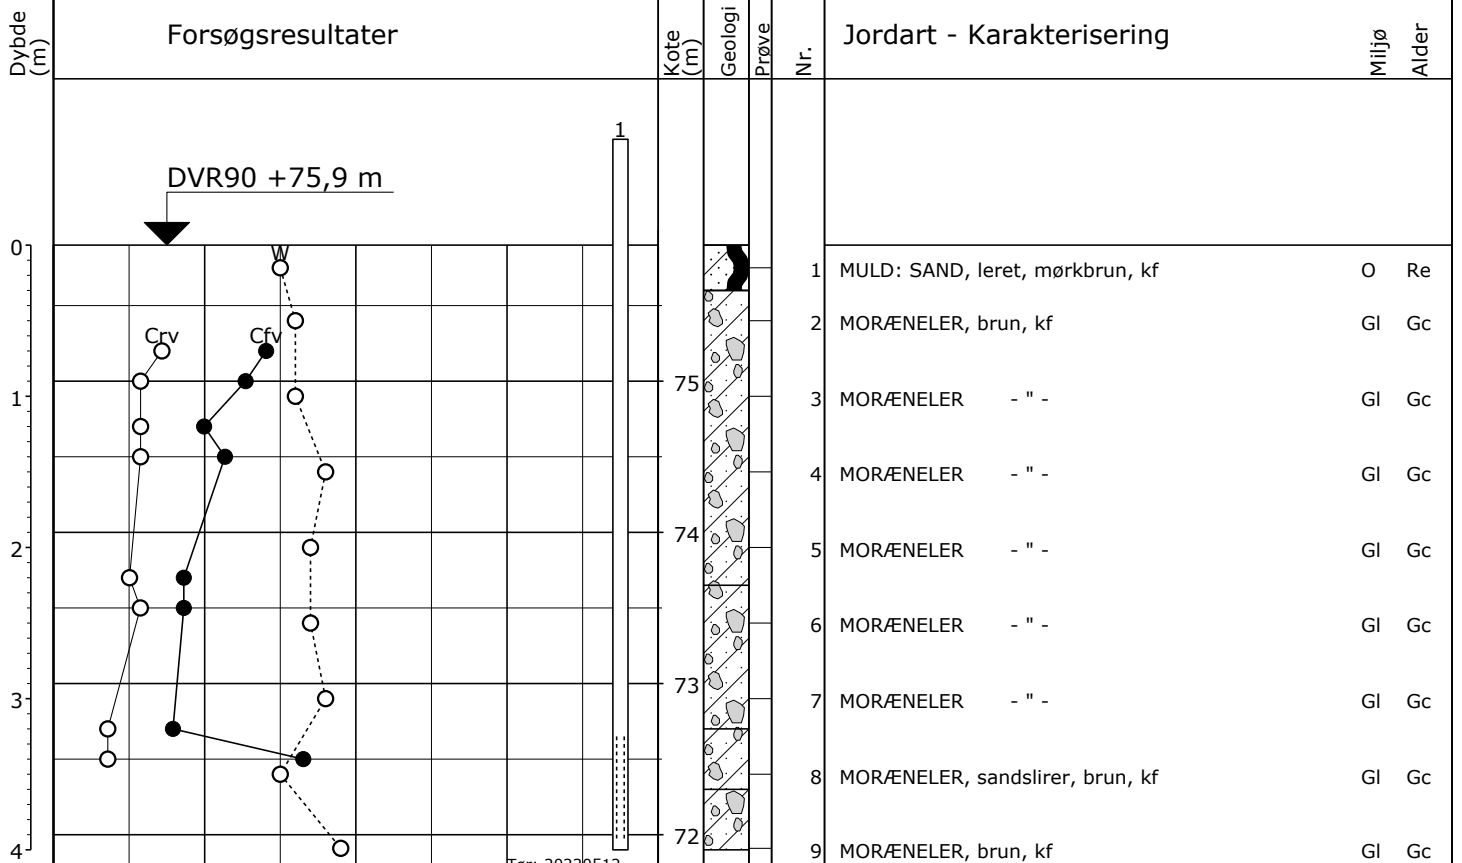 Dybde (m)
Forsøgsresultater
Kote (m)
Geologi
Prøve
Nr.
Jordart - Karakterisering
Miljø
Alder
1
DVR90 +75,9 m
0
W
1 MULD: SAND, leret, mørkbrun, kf O Re
2 MORÆNELER, brun, kf Gl Gc
Crv Cfv
75
1
3 MORÆNELER - " - Gl Gc
4 MORÆNELER - " - Gl Gc
74
2
5 MORÆNELER - " - Gl Gc
6 MORÆNELER - " - Gl Gc
73
3
7 MORÆNELER - " - Gl Gc
8 MORÆNELER, sandslirer, brun, kf Gl Gc
72
4
9 MORÆNELER, brun, kf Gl Gc